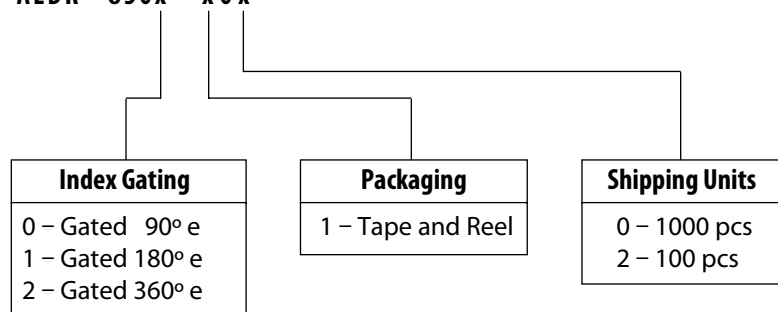 Index Gating
0 – Gated 90º e
1 – Gated 180º e
2 – Gated 360º e
Packaging
1 – Tape and Reel
Shipping Units
0 – 1000 pcs
2 – 100 pcs